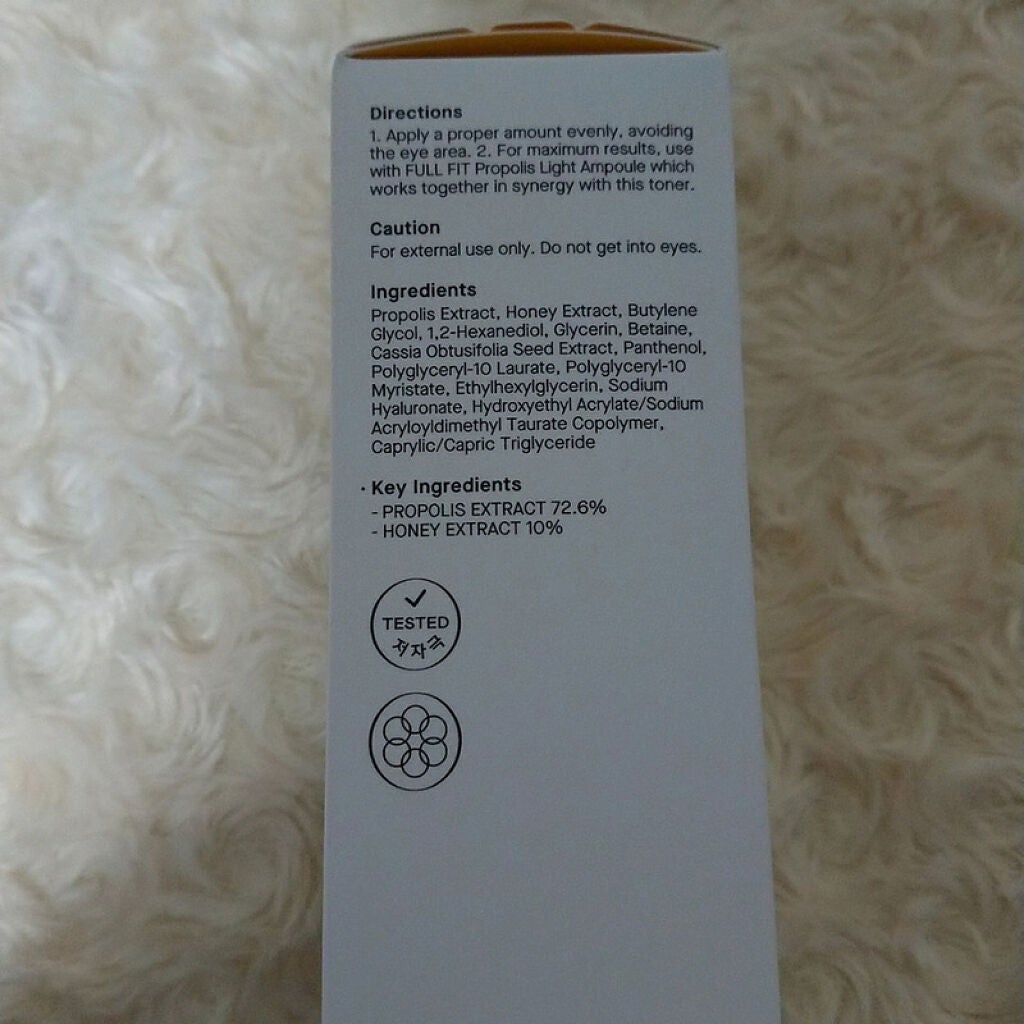 Directions
1. Apply a proper amount evenly, avoiding
the eye area. 2. For maximum results, use
with FULL FIT Propolis Light Ampoule which
works together in synergy with this toner.
Caution
For external use only. Do not get into eyes.
Ingredients
Propolis Extract, Honey Extract, Butylene
Glycol, 1,2-Hexanediol, Glycerin, Betaine,
Cassia Obtusifolia Seed Extract, Panthenol,
Polyglyceryl-10 Laurate, Polyglyceryl-10
Myristate, Ethylhexylglycerin, Sodium
Hyaluronate, Hydroxyethyl Acrylate/Sodium
Acryloyldimethyl Taurate Copolymer,
Caprylic/Capric Triglyceride
· Key Ingredients
- PROPOLIS EXTRACT 72.6%
- HONEY EXTRACT 10%
TESTED
저자극